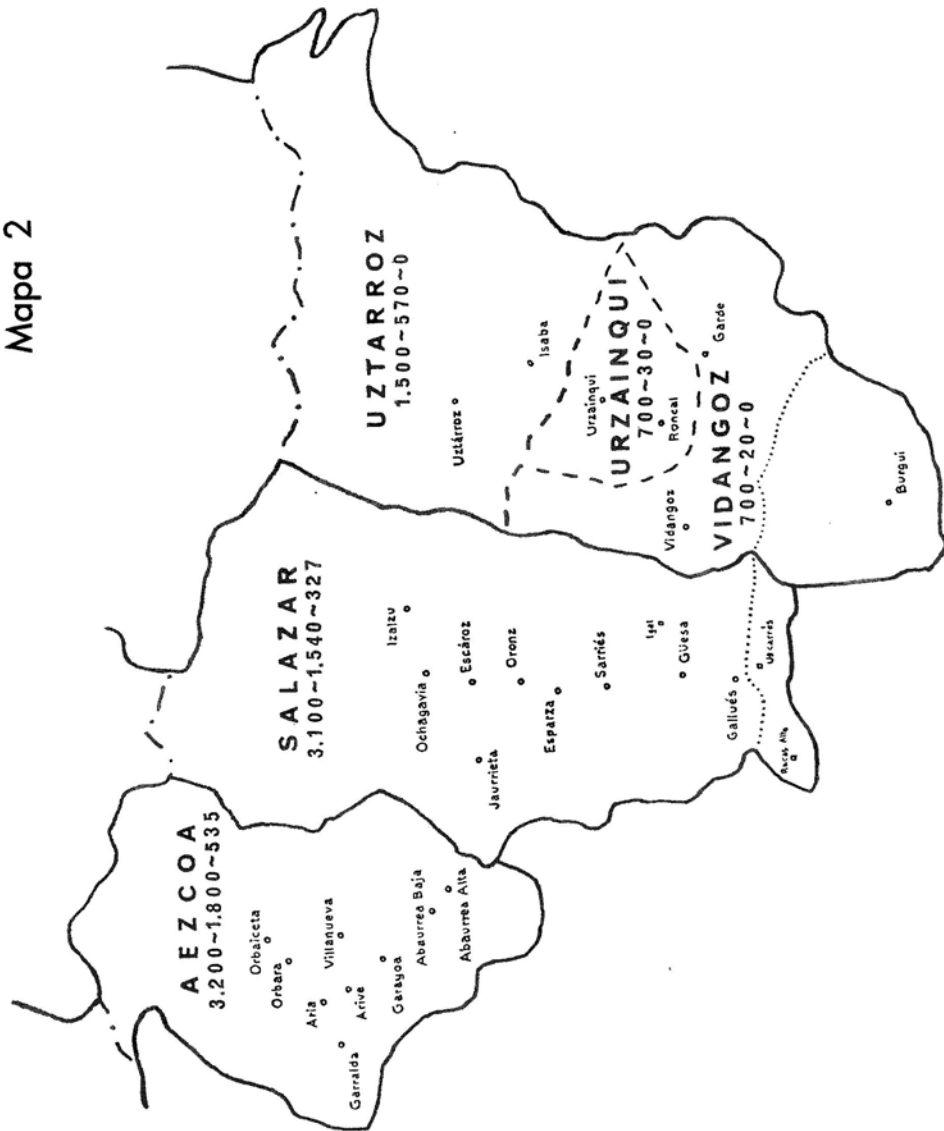 Mapa 2
AEZCOA
3.200~1.800~535
Orbaiceta
Orbara
Villanueva
Aria
Arive
Garralda
Garayoa
Abaurrea Baja
Abaurrea Alta
SALAZAR
3.100~1.540~327
Izalzu
Ochagavía
Escároz
Jaurrieta
Oronz
Esparza
Sarriés
Igal
Güesa
Gallués
Uscarrés
UZTARROZ
1.500~570~0
Uztárroz
Isaba
URZAINQUI
700~30~0
Urzainqui
Roncal
VIDANGOZ
700~20~0
Vidangoz
Garde
Burgui